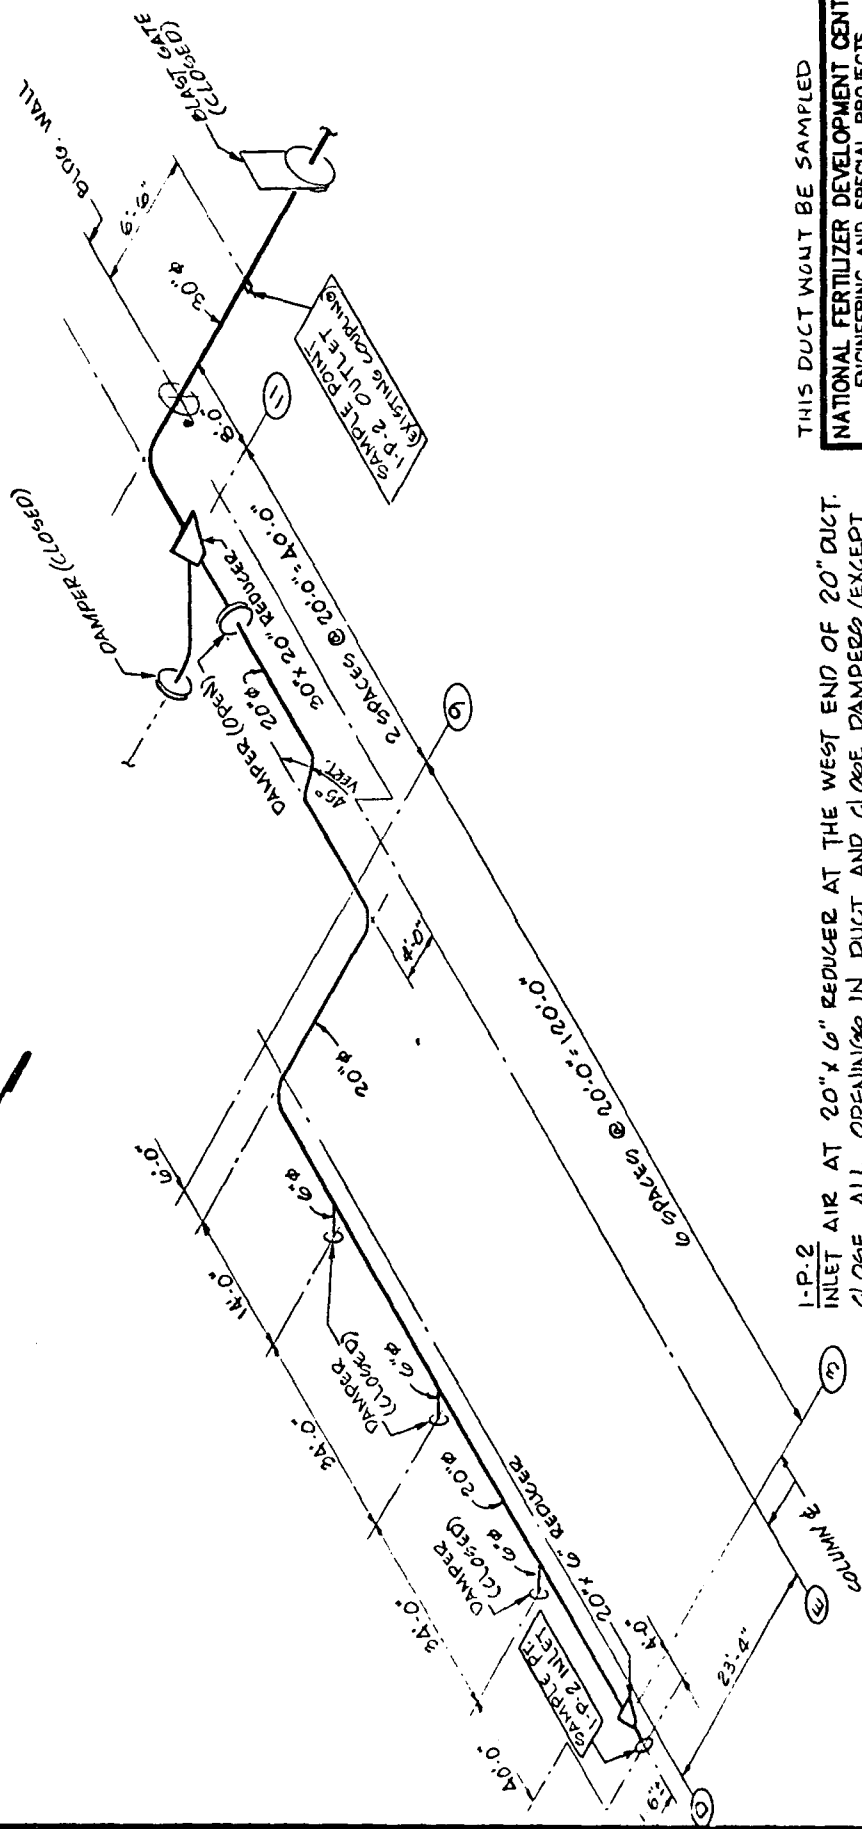 BLDG. WALL
BLAST GATE
(CLOSED)
6'-6"
30"ø
SAMPLE POINT
1-P-2 OUTLET
(EXISTING COUPLING)
8'-0"
11
DAMPER (CLOSED)
30"x 20" REDUCER
DAMPER (OPEN)
20"ø
45°
VERT.
2 SPACES @ 20'-0" = 40'-0"
9
4'-0"
20"ø
6 SPACES @ 20'-0" = 120'-0"
6'-0"
14'-0"
34'-0"
34'-0"
40'-0"
6"ø
DAMPER
(CLOSED)
6"ø
20"ø
DAMPER
(CLOSED)
6"ø
20"x 6" REDUCER
SAMPLE PT.
1-P-2 INLET
4'-0"
23'-4"
D
E
3
COLUMN ℄
THIS DUCT WONT BE SAMPLED
NATIONAL FERTILIZER DEVELOPMENT CENT
ENGINEERING AND SPECIAL PROJECTS
1-P-2
INLET AIR AT 20" x 6" REDUCER AT THE WEST END OF 20" DUCT.
CLOSE ALL OPENINGS IN DUCT AND CLOSE DAMPERS (EXCEPT